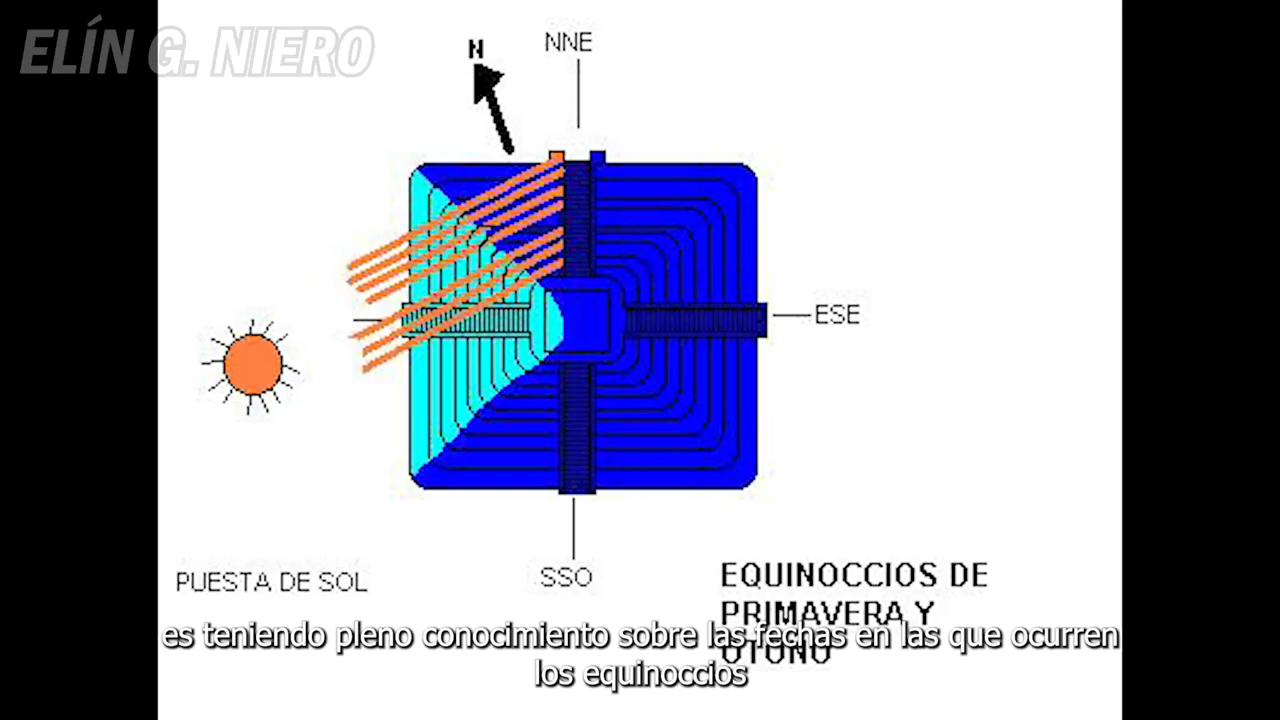 ELÍN G. NIERO
N
NNE
ESE
SSO
PUESTA DE SOL
EQUINOCCIOS DE
PRIMAVERA Y
OTOÑO
es teniendo pleno conocimiento sobre las fechas en las que ocurren
los equinoccios